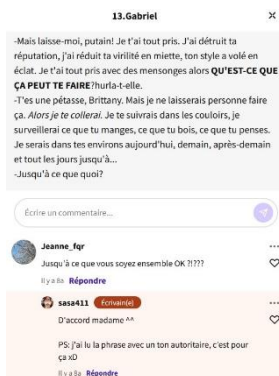 13.Gabriel
-Mais laisse-moi, putain! Je t'ai tout pris. J'ai détruit ta
réputation, j'ai réduit ta virilité en miette, ton style a volé en
éclat. Je t'ai tout pris avec des mensonges alors QU'EST-CE QUE
ÇA PEUT TE FAIRE?hurla-t-elle.
-T'es une pétasse, Brittany. Mais je ne laisserais personne faire
ça. Alors je te collerai. Je te suivrais dans les couloirs, je
surveillerai ce que tu manges, ce que tu bois, ce que tu penses.
Je serais dans tes environs aujourd'hui, demain, après-demain
et tout les jours jusqu'à...
-Jusqu'à ce que quoi?
Écrire un commentaire...
Jeanne_fqr
Jusqu'à ce que vous soyez ensemble OK ?!???
Il y a 8a Répondre
sasa411 Écrivain(e)
D'accord madame ^^
PS: j'ai lu la phrase avec un ton autoritaire, c'est pour
ça xD
Il y a 8a Répondre